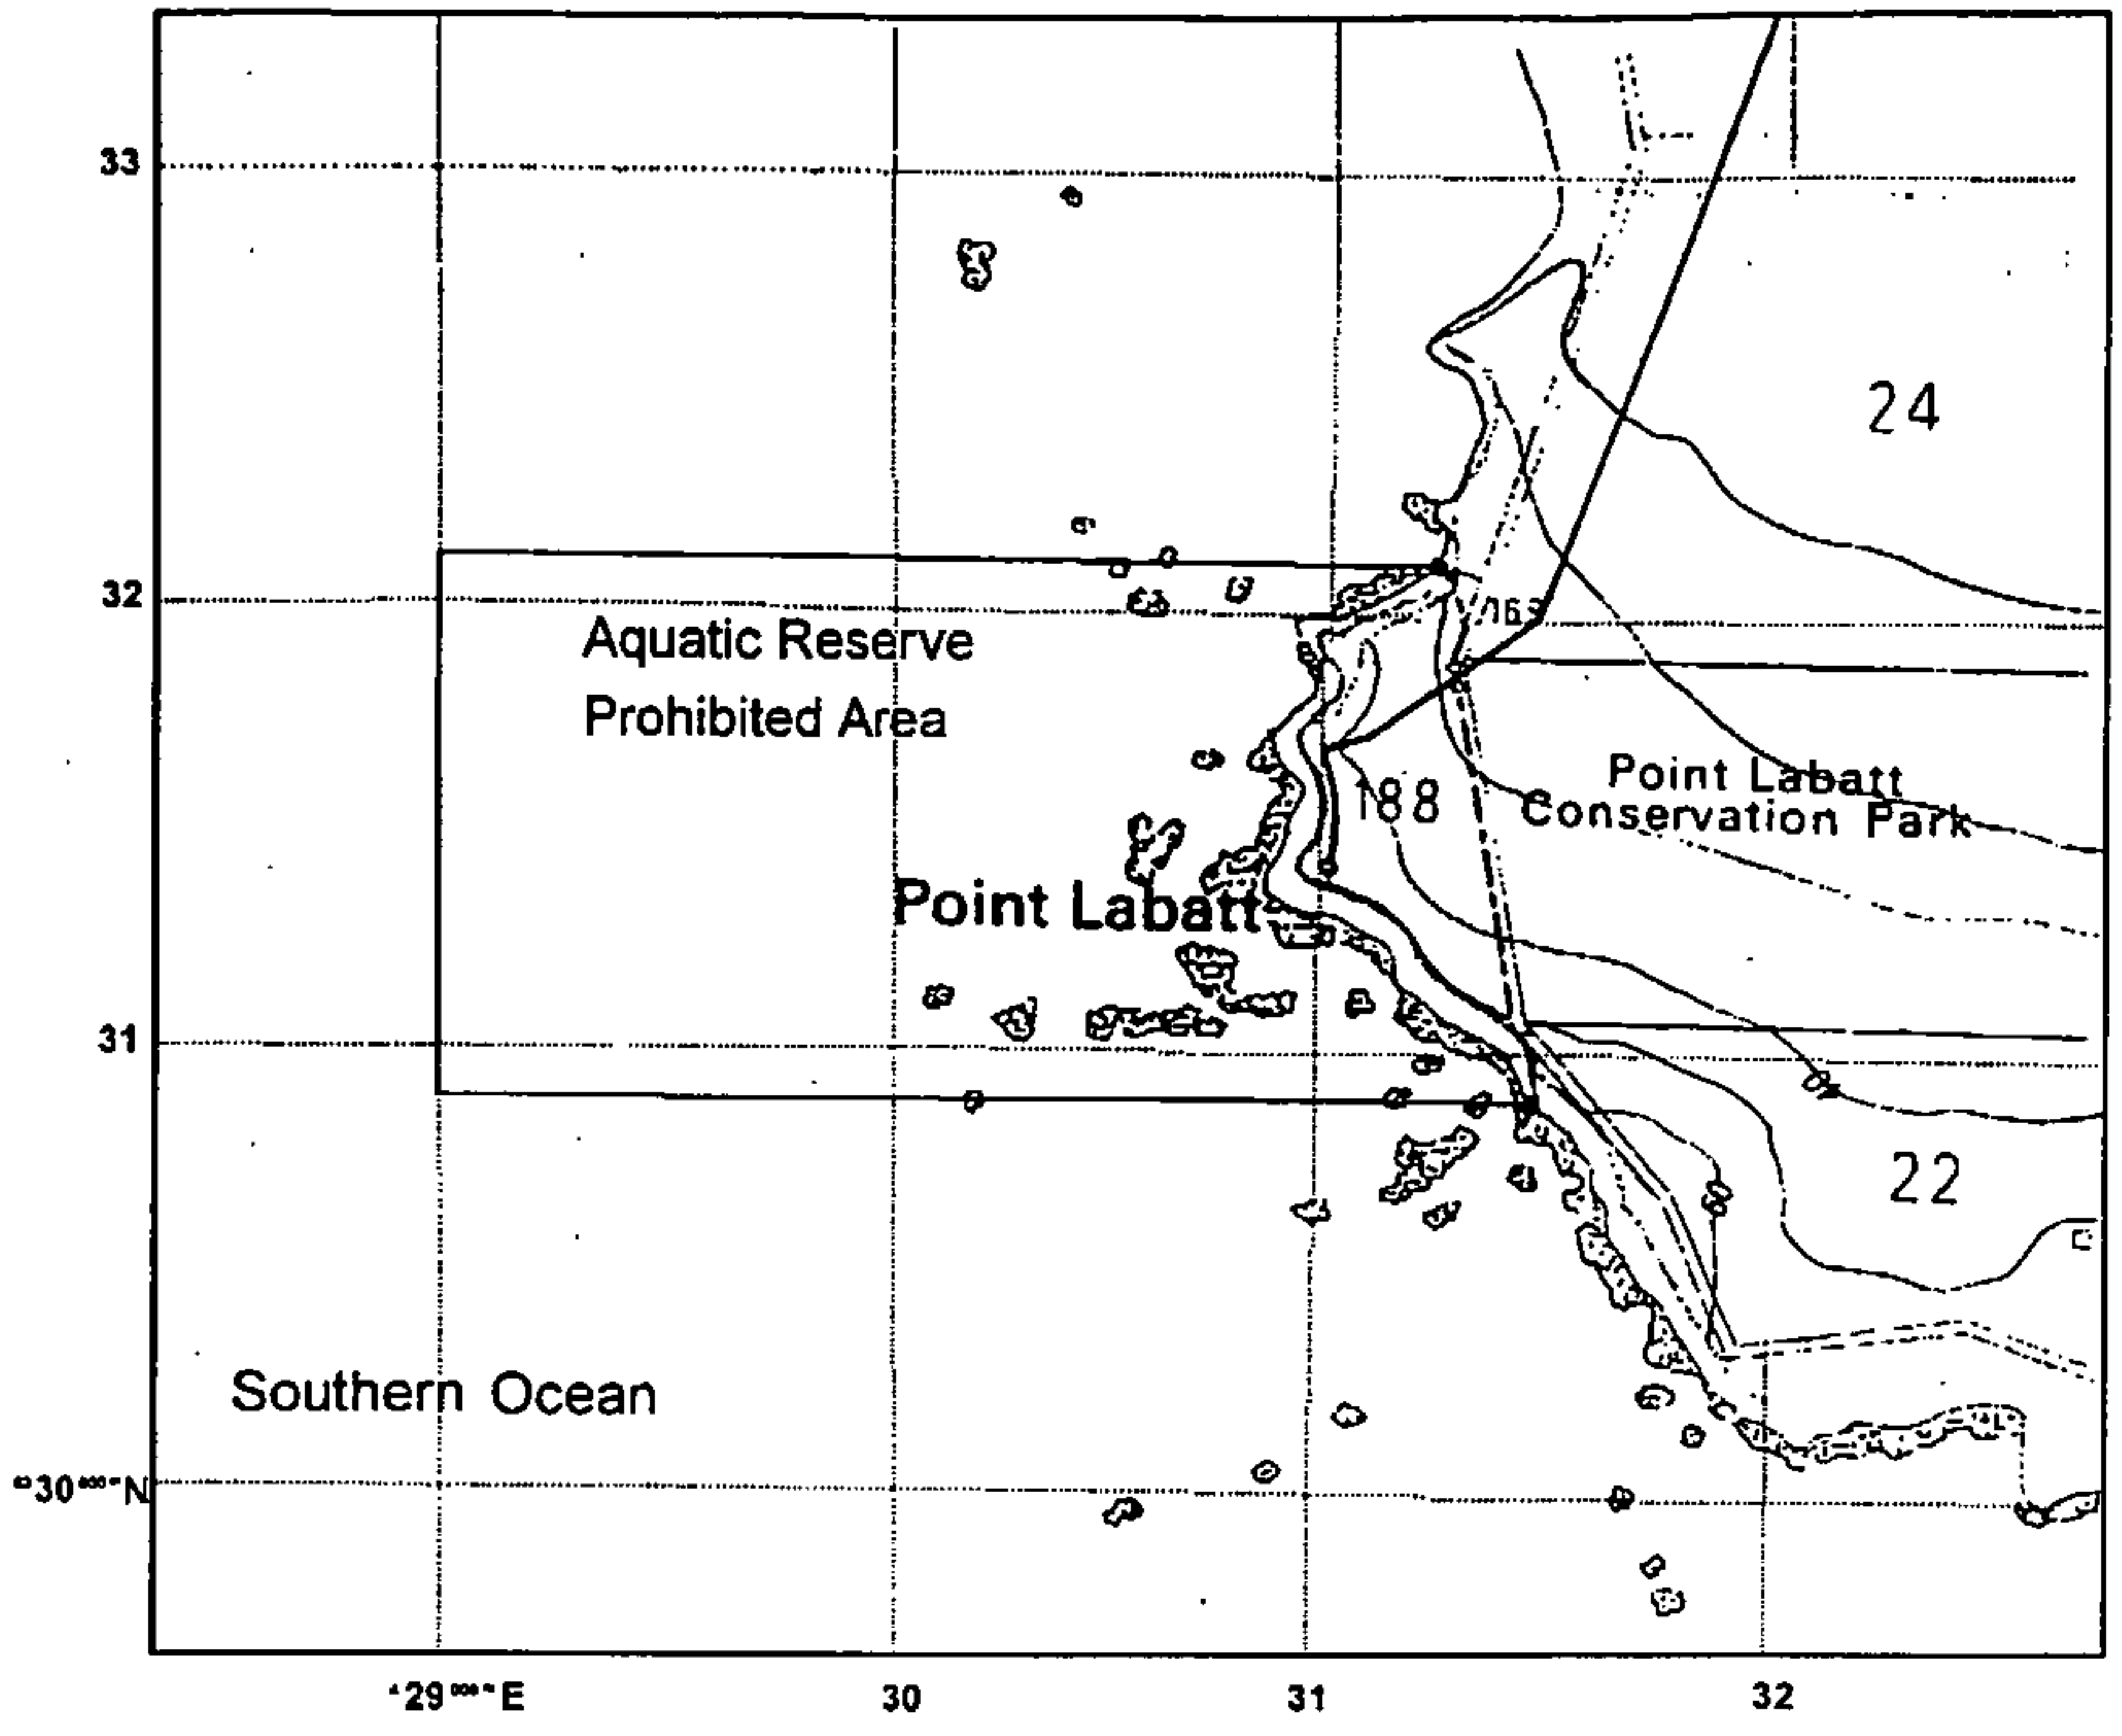 33
24
32
Aquatic Reserve
Prohibited Area
Point Labatt
Conservation Park
188
Point Labatt
31
22
Southern Ocean
30 N
29 E
30
31
32